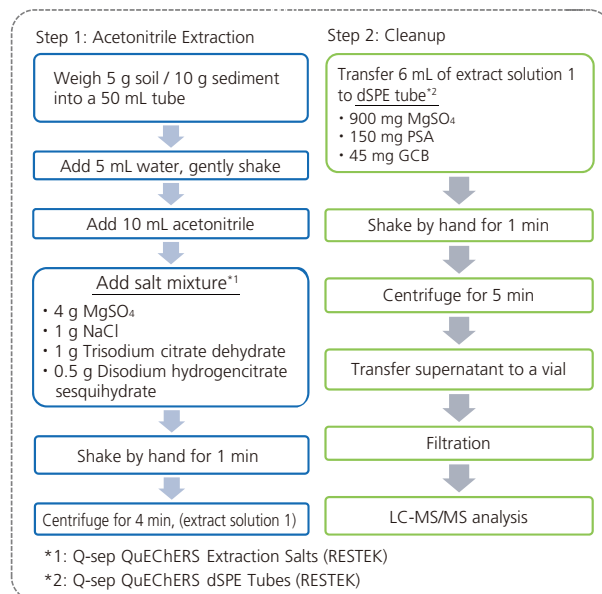 Step 1: Acetonitrile Extraction
Weigh 5 g soil / 10 g sediment
into a 50 mL tube
Add 5 mL water, gently shake
Add 10 mL acetonitrile
Add salt mixture*1
・4 g MgSO4
・1 g NaCl
・1 g Trisodium citrate dehydrate
・0.5 g Disodium hydrogencitrate
sesquihydrate
Shake by hand for 1 min
Centrifuge for 4 min, (extract solution 1)
Step 2: Cleanup
Transfer 6 mL of extract solution 1
to dSPE tube*2
・900 mg MgSO4
・150 mg PSA
・45 mg GCB
Shake by hand for 1 min
Centrifuge for 5 min
Transfer supernatant to a vial
Filtration
LC-MS/MS analysis
*1: Q-sep QuEChERS Extraction Salts (RESTEK)
*2: Q-sep QuEChERS dSPE Tubes (RESTEK)